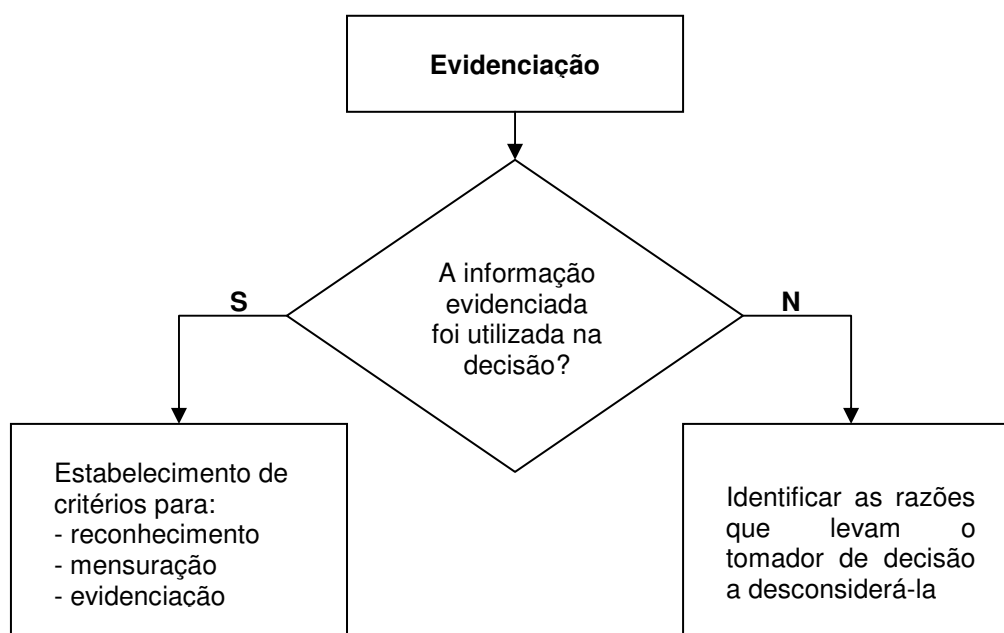 Evidenciação
A informação
evidenciada
foi utilizada na
decisão?
S
N
Estabelecimento de
critérios para:
- reconhecimento
- mensuração
- evidenciação
Identificar as razões
que levam o
tomador de decisão
a desconsiderá-la